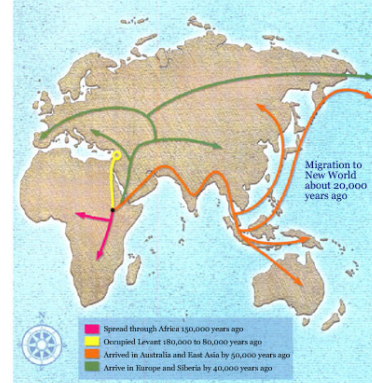 Migration to
New World
about 20,000
years ago
N
Spread through Africa 150,000 years ago
Occupied Levant 180,000 to 80,000 years ago
Arrived in Australia and East Asia by 50,000 years ago
Arrive in Europe and Siberia by 40,000 years ago